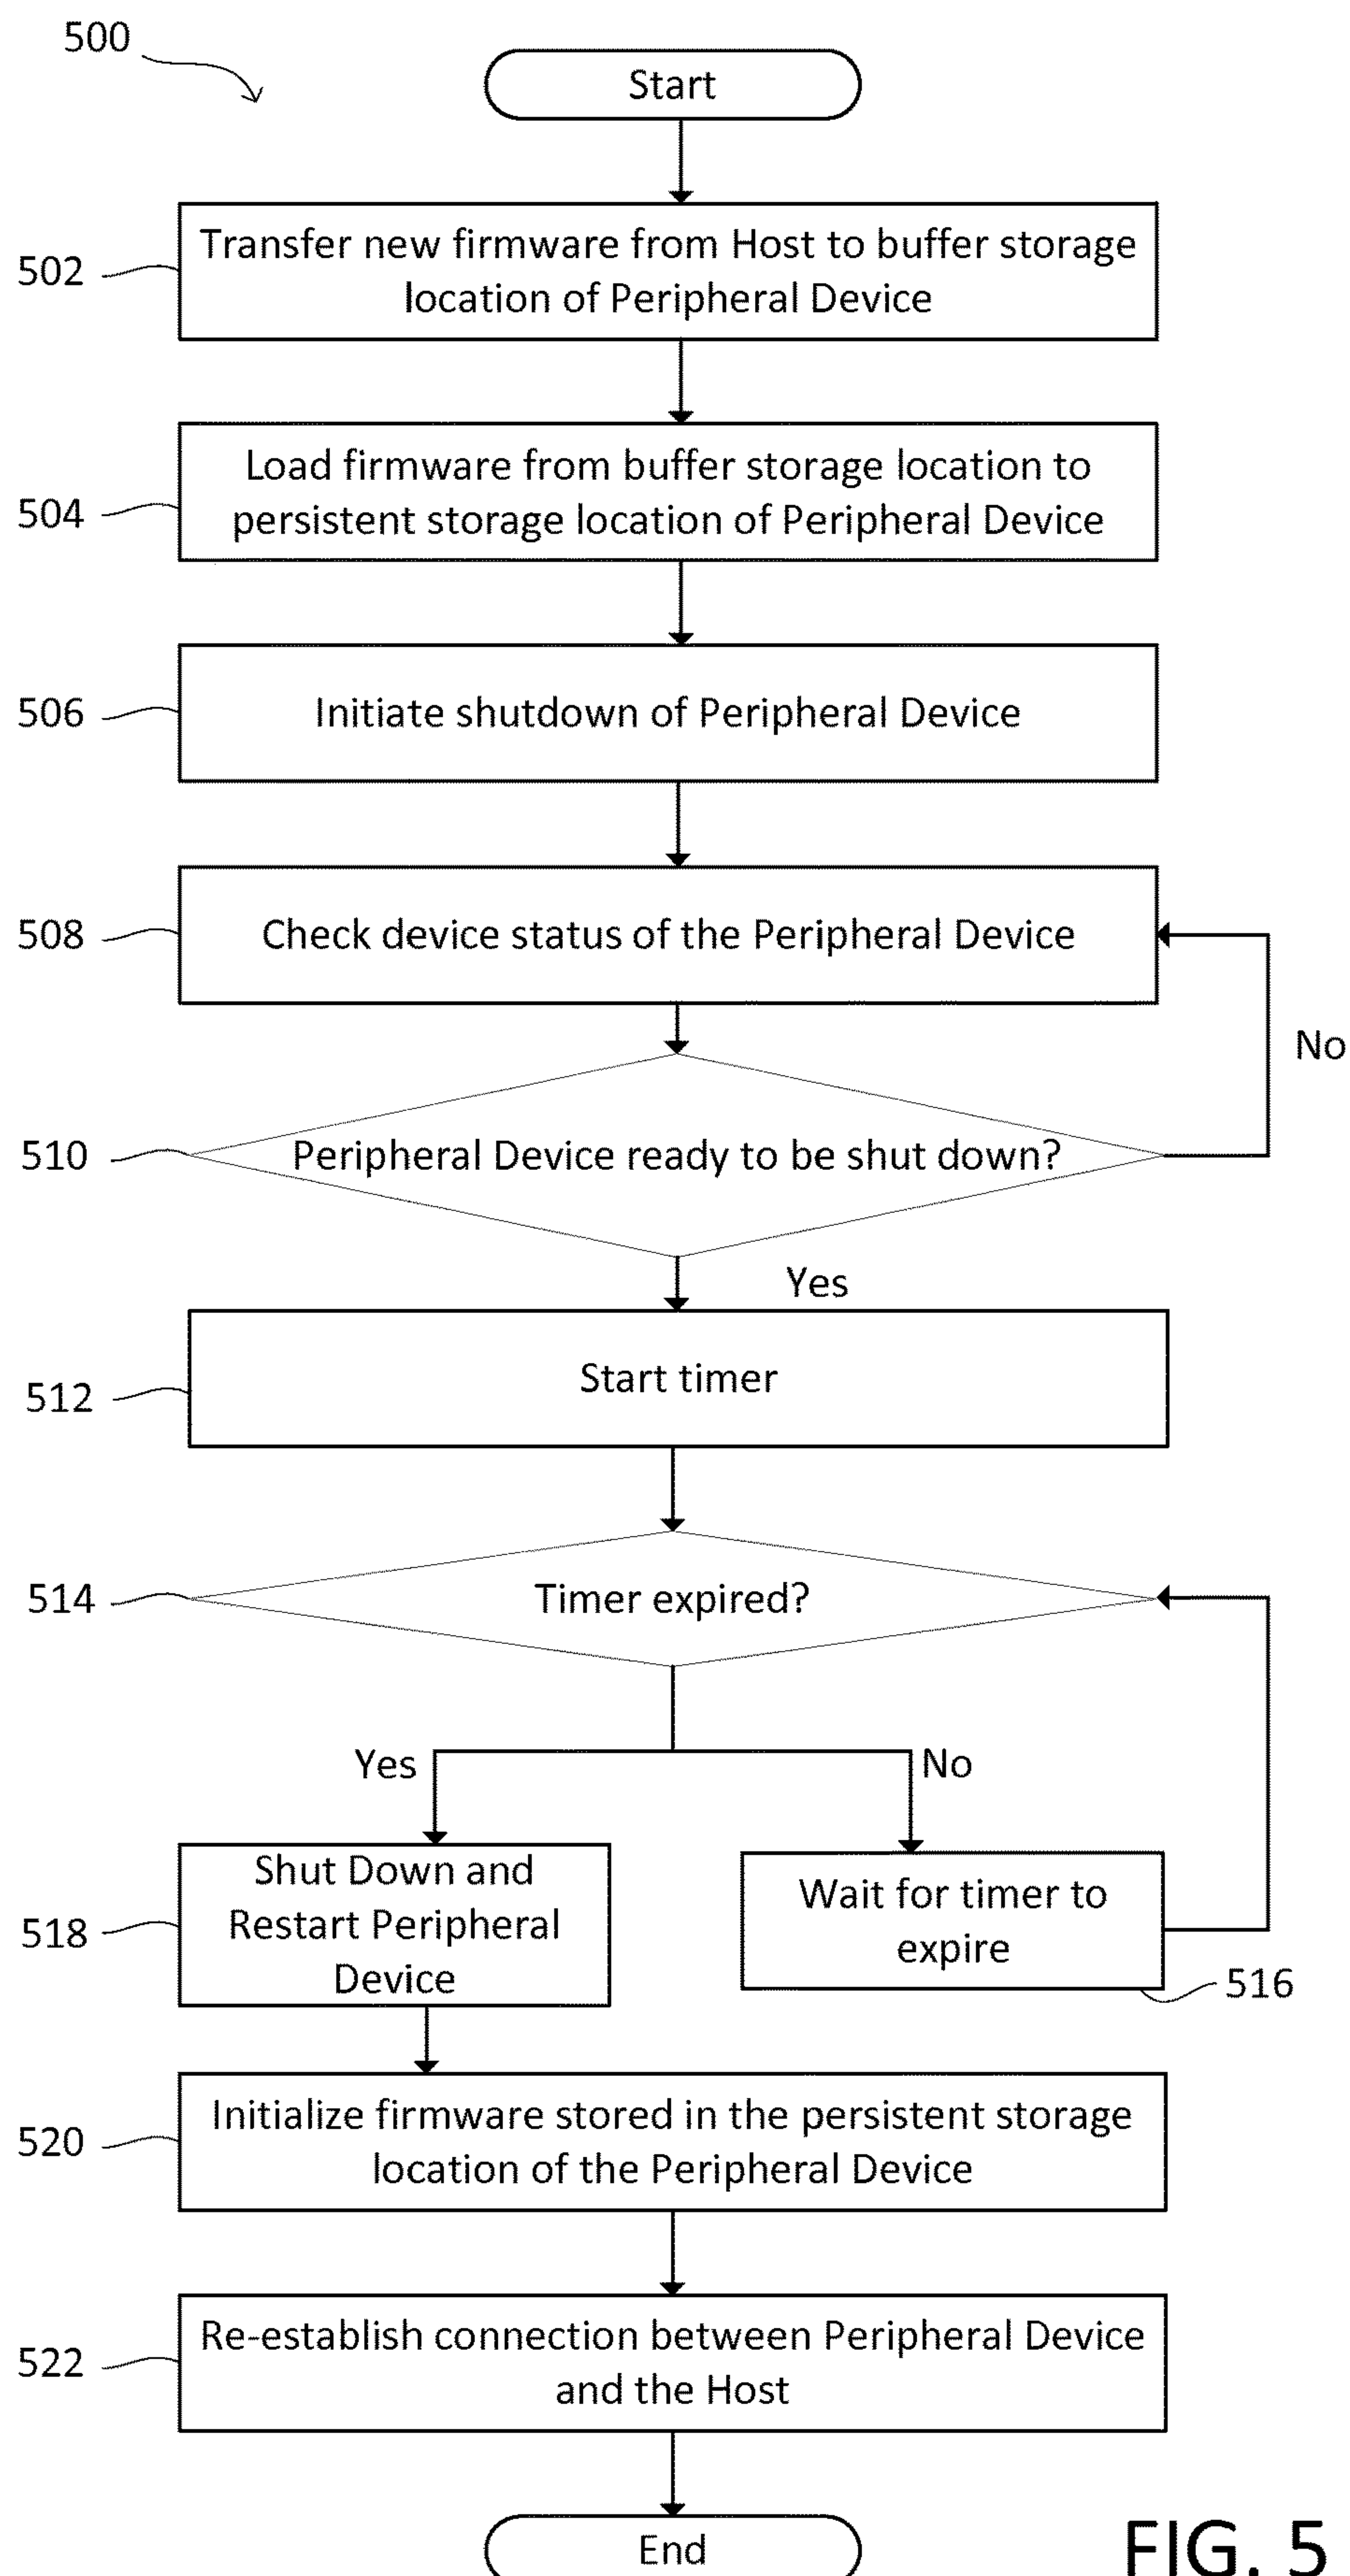 500
Start
502
Transfer new firmware from Host to buffer storage
location of Peripheral Device
504
Load firmware from buffer storage location to
persistent storage location of Peripheral Device
506
Initiate shutdown of Peripheral Device
508
Check device status of the Peripheral Device
No
510
Peripheral Device ready to be shut down?
Yes
512
Start timer
514
Timer expired?
Yes
No
518
Shut Down and
Restart Peripheral
Device
Wait for timer to
expire
516
520
Initialize firmware stored in the persistent storage
location of the Peripheral Device
522
Re-establish connection between Peripheral Device
and the Host
End
FIG. 5